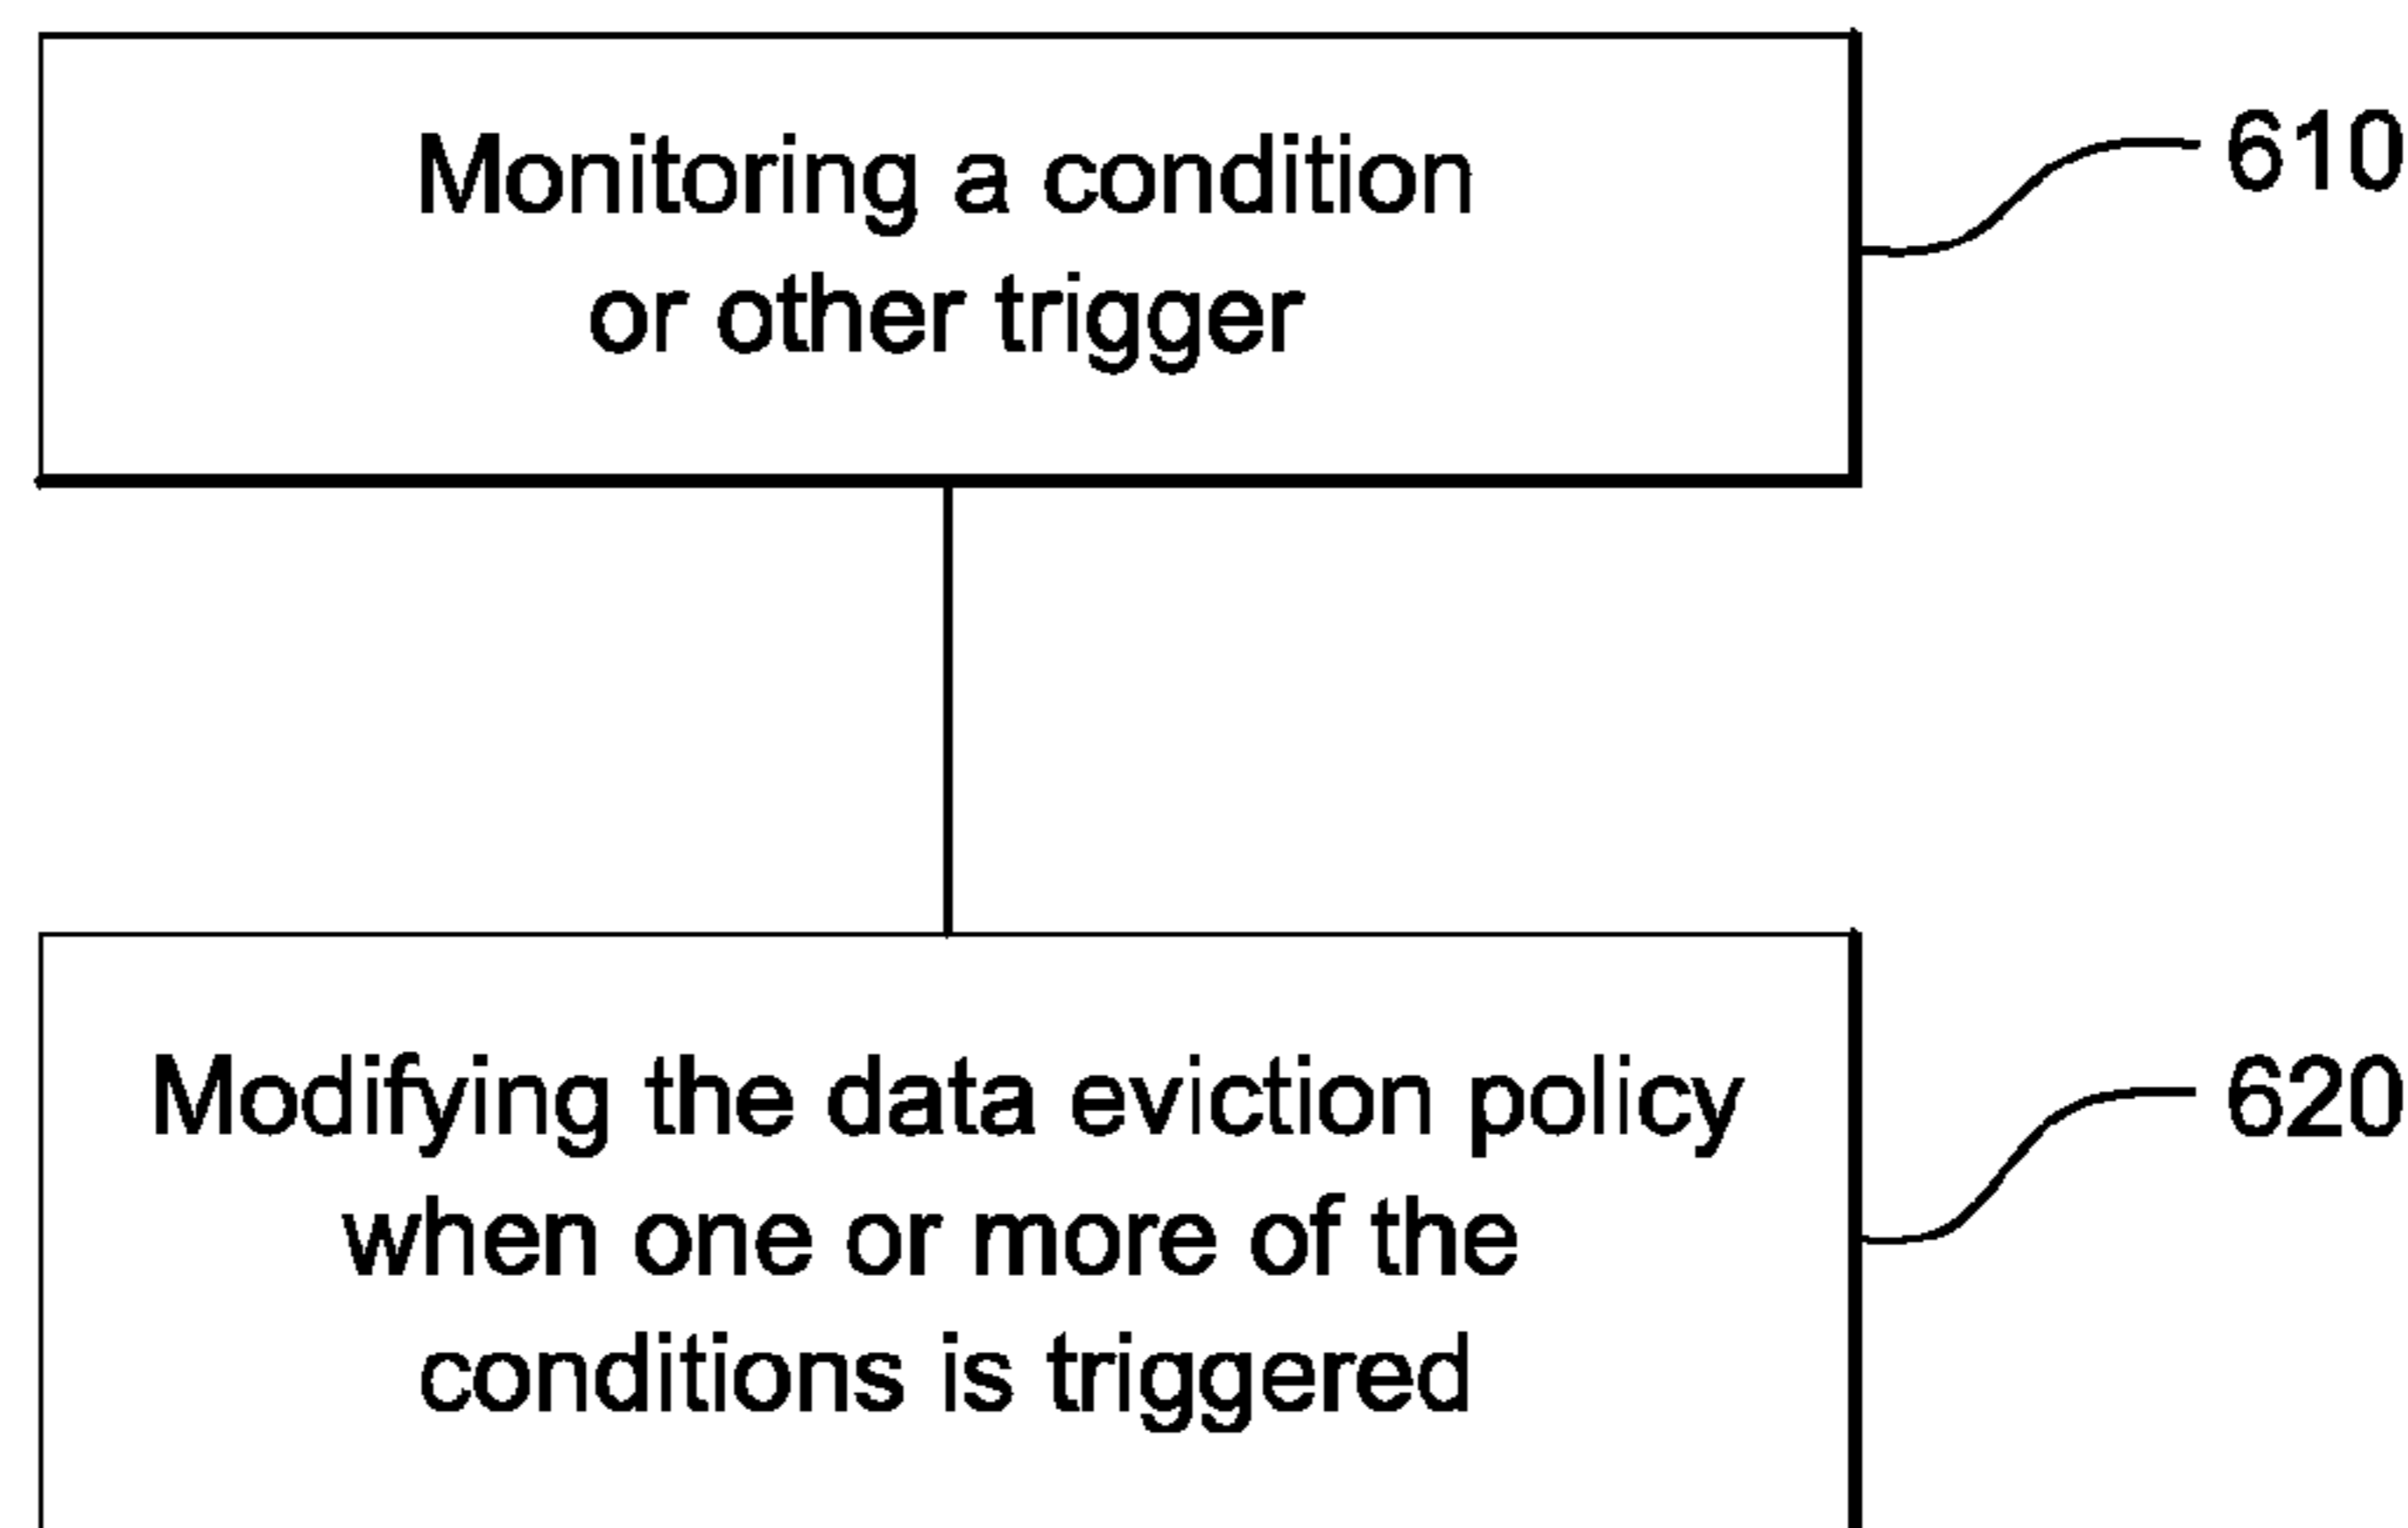 Monitoring a condition
or other trigger
610
Modifying the data eviction policy
when one or more of the
conditions is triggered
620